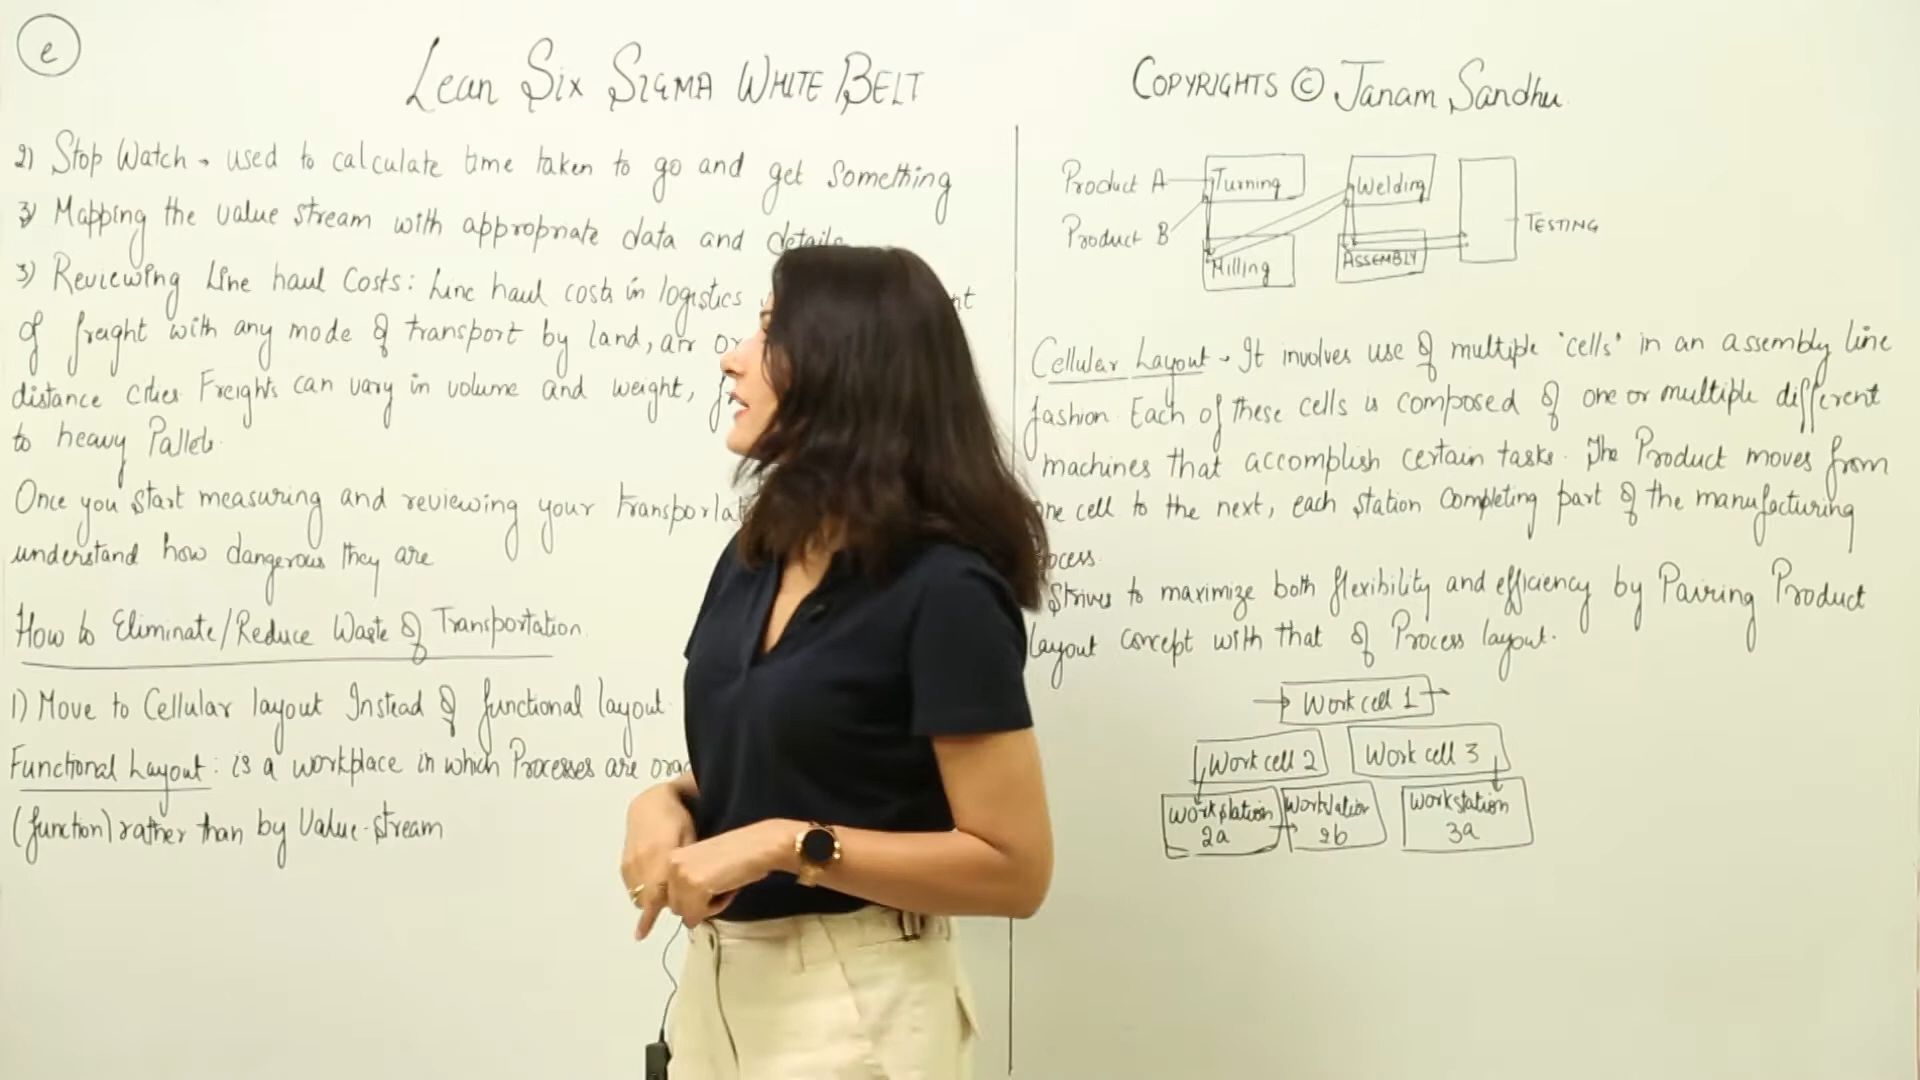 e
Lean Six Sigma White Belt
Copyrights © Janam Sandhu
2) Stop Watch - used to calculate time taken to go and get something
3) Mapping the value stream with appropriate data and details
3) Reviewing Line haul Costs: Line haul costs in logistics
of freight with any mode of transport by land, air or
distance cities Freights can vary in volume and weight,
to heavy Pallets.
Once you start measuring and reviewing your
understand how dangerous they are
How to Eliminate/Reduce Waste of Transportation.
1) Move to Cellular layout Instead of functional layout.
Functional Layout: is a workplace in which Processes are
(function) rather than by Value-stream
Product A
Turning
Welding
Product B
Testing
Milling
Assembly
Cellular Layout - It involves use of multiple 'cells' in an assembly line
fashion. Each of these cells is composed of one or multiple different
machines that accomplish certain tasks. The Product moves from
one cell to the next, each station completing part of the manufacturing
Strives to maximize both flexibility and efficiency by Pairing Product
layout concept with that of Process layout.
Work cell 1
Work cell 2
Work cell 3
Workstation 2a
Workstation 2b
Workstation 3a